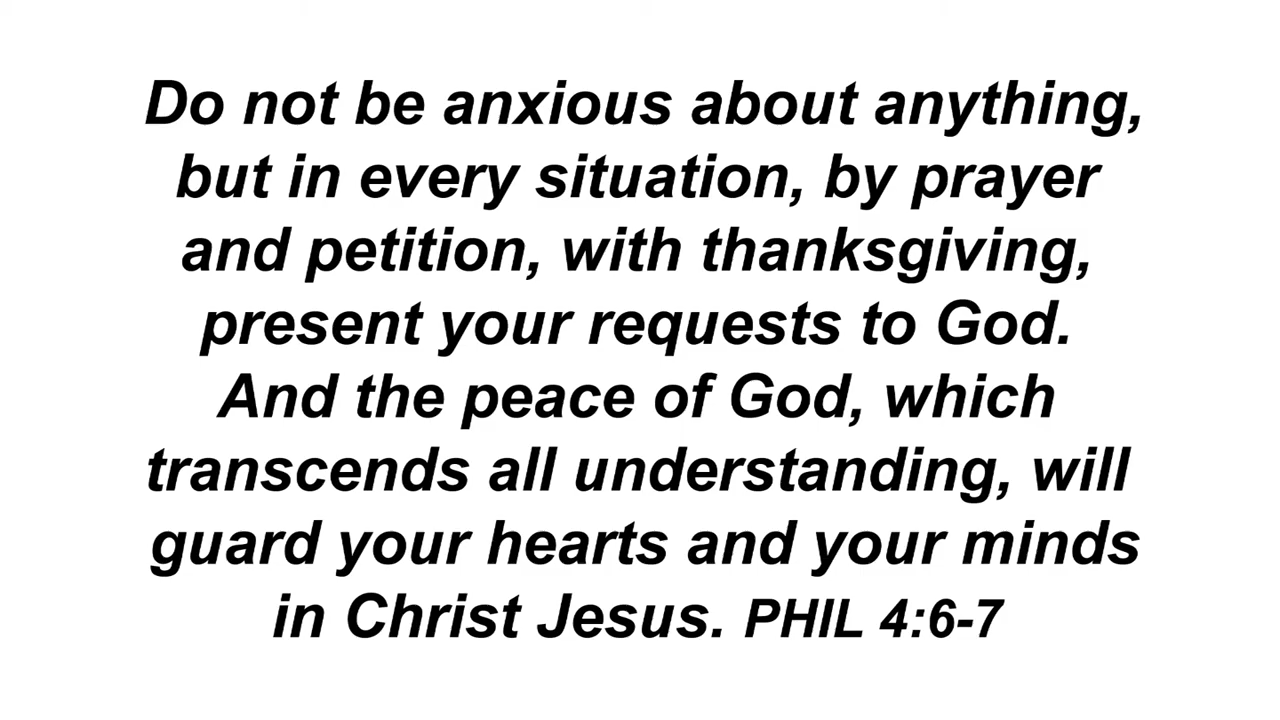 Do not be anxious about anything,
but in every situation, by prayer
and petition, with thanksgiving,
present your requests to God.
And the peace of God, which
transcends all understanding, will
guard your hearts and your minds
in Christ Jesus. PHIL 4:6-7